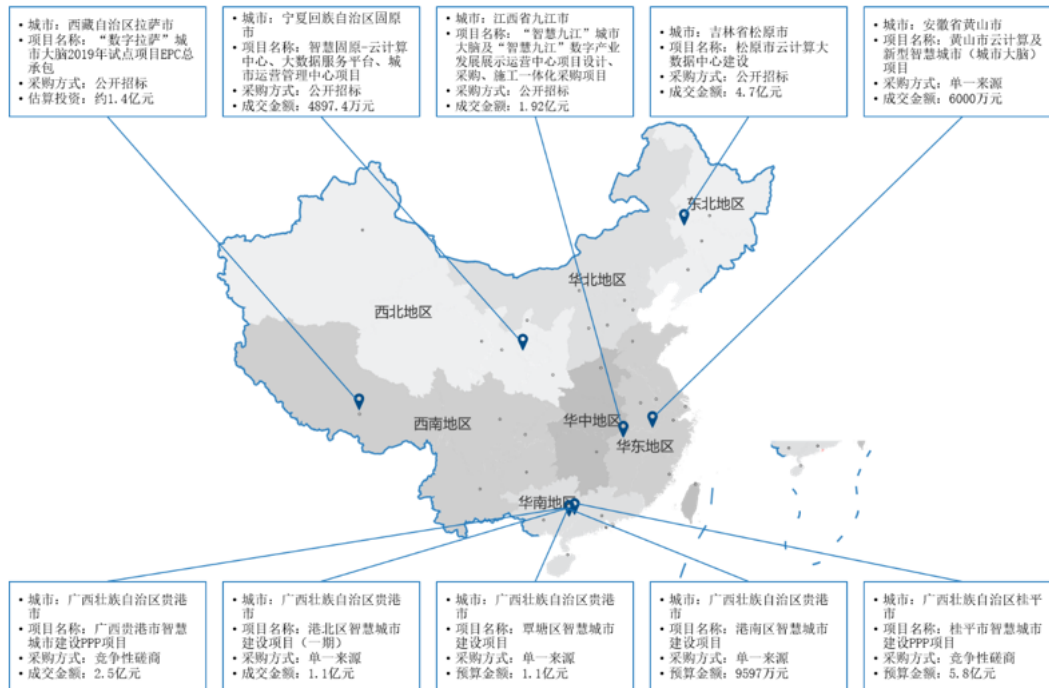 • 城市：西藏自治区拉萨市
• 项目名称：“数字拉萨”城
市大脑2019年试点项目EPC总
承包
• 采购方式：公开招标
• 估算投资：约1.4亿元
• 城市：宁夏回族自治区固原
市
• 项目名称：智慧固原-云计算
中心、大数据服务平台、城
市运营管理中心项目
• 采购方式：公开招标
• 成交金额：4897.4万元
• 城市：江西省九江市
• 项目名称：“智慧九江”城市
大脑及“智慧九江”数字产业
发展展示运营中心项目设计、
采购、施工一体化采购项目
• 采购方式：公开招标
• 成交金额：1.92亿元
• 城市：吉林省松原市
• 项目名称：松原市云计算大
数据中心建设
• 采购方式：公开招标
• 成交金额：4.7亿元
• 城市：安徽省黄山市
• 项目名称：黄山市云计算及
新型智慧城市（城市大脑）
项目
• 采购方式：单一来源
• 成交金额：6000万元
东北地区
华北地区
西北地区
西南地区
华中地区
华东地区
华南地区
• 城市：广西壮族自治区贵港
市
• 项目名称：广西贵港市智慧
城市建设PPP项目
• 采购方式：竞争性磋商
• 成交金额：2.5亿元
• 城市：广西壮族自治区贵港
市
• 项目名称：港北区智慧城市
建设项目（一期）
• 采购方式：单一来源
• 成交金额：1.1亿元
• 城市：广西壮族自治区贵港
市
• 项目名称：覃塘区智慧城市
建设项目
• 采购方式：单一来源
• 预算金额：1.1亿元
• 城市：广西壮族自治区贵港
市
• 项目名称：港南区智慧城市
建设项目
• 采购方式：单一来源
• 预算金额：9597万元
• 城市：广西壮族自治区桂平
市
• 项目名称：桂平市智慧城市
建设PPP项目
• 采购方式：竞争性磋商
• 预算金额：5.8亿元